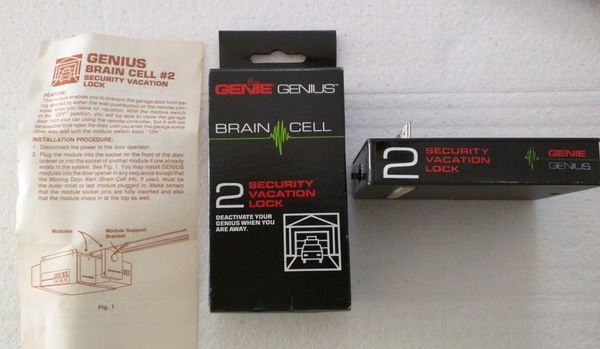 GENIUS
BRAIN CELL #2
SECURITY VACATION
LOCK
FEATURE:
This module enables you to prevent the garage door from be-
ing opened by either the wall pushbutton or the remote con-
troller when you leave on vacation. With the module switch
in the "OFF" position, you will be able to close the garage
door from your car using the remote controller, but it will not
be possible to re-open the door until you enter the garage some
other way and turn the module switch back "ON"
INSTALLATION PROCEDURE:
1. Disconnect the power to the door operator.
2. Plug the module into the socket on the front of the door
opener or into the socket of another module if one already
exists in the system. See Fig. 1. You may install GENIUS
modules into the door opener in any sequence except that
the Moving Door Alert (Brain Cell #4), if used, must be
the outer-most or last module plugged in. Make certain
that the module socket pins are fully inserted and also
that the module snaps in at the top as well.
Modules
Module Support
Bracket
Fig. 1
GENIE GENIUS™
BRAIN CELL
2 SECURITY
VACATION
LOCK
DEACTIVATE YOUR
GENIUS WHEN YOU
ARE AWAY.
2 SECURITY
VACATION
LOCK
GENIE
GENIUS